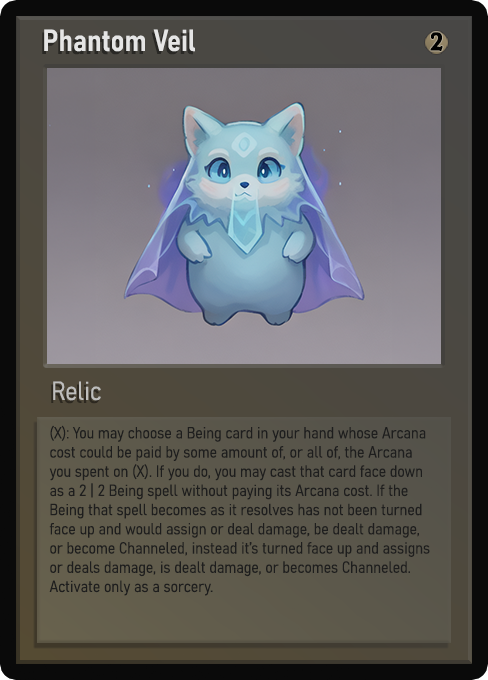 Phantom Veil
2
Relic
(X): You may choose a Being card in your hand whose Arcana
cost could be paid by some amount of, or all of, the Arcana
you spent on (X). If you do, you may cast that card face down
as a 2 | 2 Being spell without paying its Arcana cost. If the
Being that spell becomes as it resolves has not been turned
face up and would assign or deal damage, be dealt damage,
or become Channeled, instead it's turned face up and assigns
or deals damage, is dealt damage, or becomes Channeled.
Activate only as a sorcery.